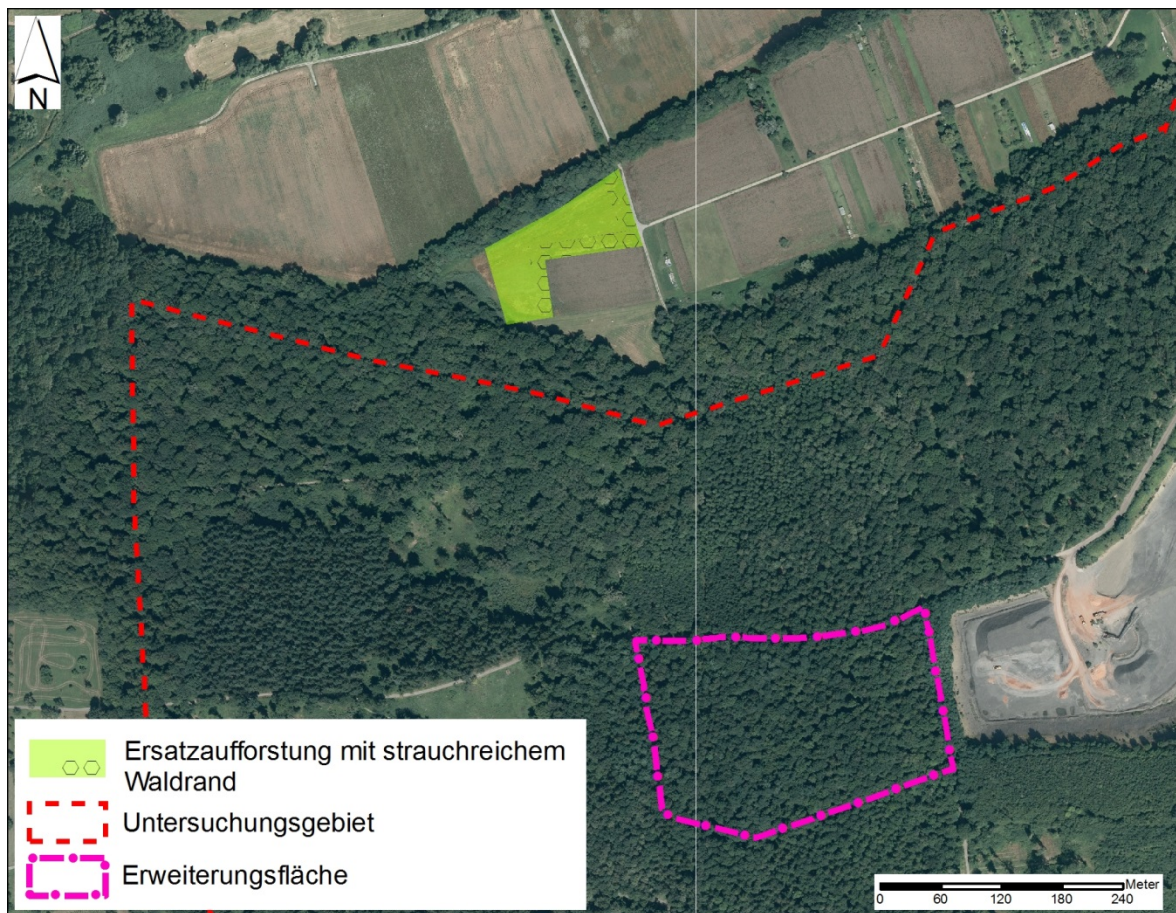 N
Ersatzaufforstung mit strauchreichem
Waldrand
Untersuchungsgebiet
Erweiterungsfläche
Meter
0 60 120 180 240